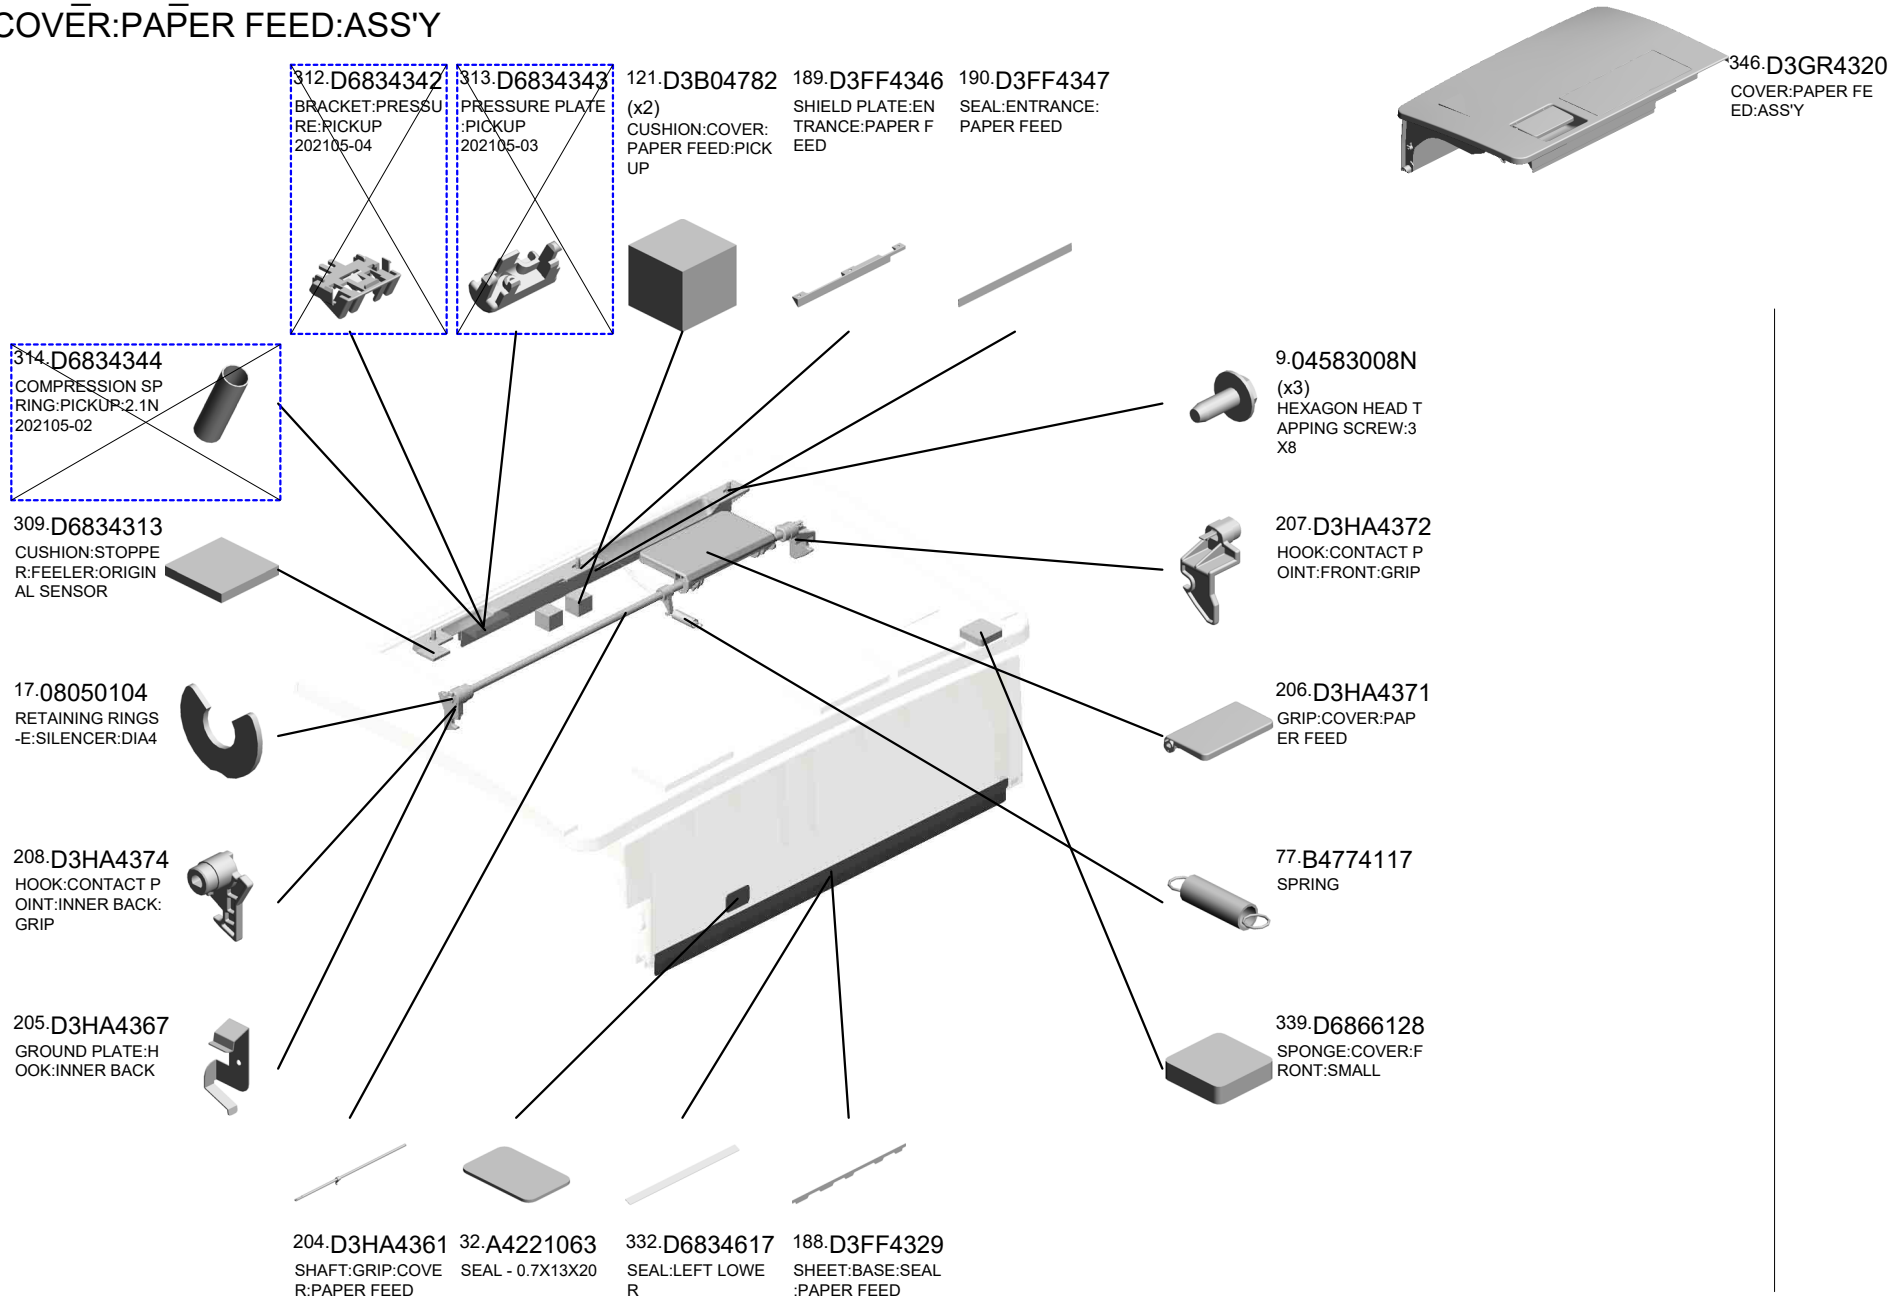 COVER:PAPER FEED:ASS'Y
346.D3GR4320
COVER:PAPER FE
ED:ASS'Y
312.D6834342
BRACKET:PRESSU
RE:PICKUP
202105-04
313.D6834343
PRESSURE PLATE
:PICKUP
202105-03
121.D3B04782
(x2)
CUSHION:COVER:
PAPER FEED:PICK
UP
189.D3FF4346
SHIELD PLATE:EN
TRANCE:PAPER F
EED
190.D3FF4347
SEAL:ENTRANCE:
PAPER FEED
314.D6834344
COMPRESSION SP
RING:PICKUP:2.1N
202105-02
9.04583008N
(x3)
HEXAGON HEAD T
APPING SCREW:3
X8
309.D6834313
CUSHION:STOPPE
R:FEELER:ORIGIN
AL SENSOR
207.D3HA4372
HOOK:CONTACT P
OINT:FRONT:GRIP
17.08050104
RETAINING RINGS
-E:SILENCER:DIA4
206.D3HA4371
GRIP:COVER:PAP
ER FEED
208.D3HA4374
HOOK:CONTACT P
OINT:INNER BACK:
GRIP
77.B4774117
SPRING
205.D3HA4367
GROUND PLATE:H
OOK:INNER BACK
339.D6866128
SPONGE:COVER:F
RONT:SMALL
204.D3HA4361
SHAFT:GRIP:COVE
R:PAPER FEED
32.A4221063
SEAL - 0.7X13X20
332.D6834617
SEAL:LEFT LOWE
R
188.D3FF4329
SHEET:BASE:SEAL
:PAPER FEED